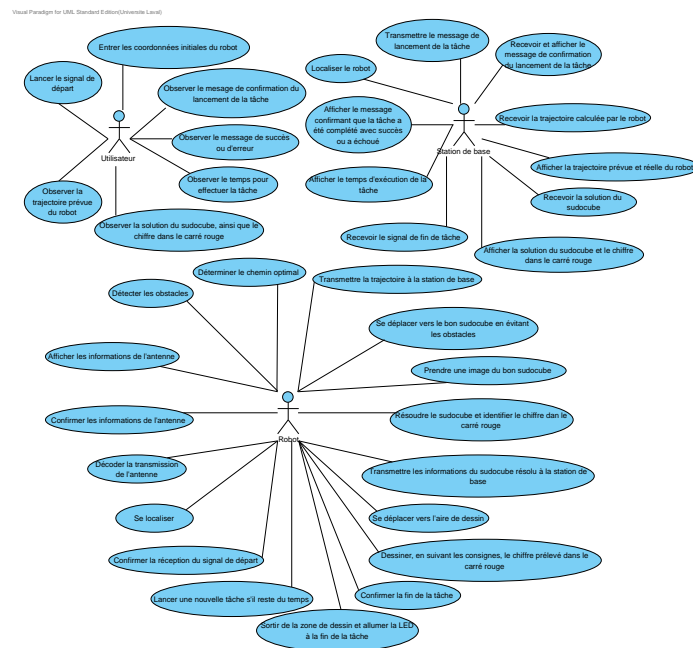 Visual Paradigm for UML Standard Edition(Universite Laval)
Entrer les coordonnées initiales du robot
Lancer le signal de
départ
Observer le mesage de confirmation du
lancement de la tâche
Observer le message de succès
ou d'erreur
Utilisateur
Observer le temps pour
effectuer la tâche
Observer la
trajectoire prévue
du robot
Observer la solution du sudocube, ainsi que le
chiffre dans le carré rouge
Transmettre le message de
lancement de la tâche
Recevoir et afficher le
message de confirmation
du lancement de la tâche
Localiser le robot
Afficher le message
confirmant que la tâche a
été complété avec succès
ou a échoué
Recevoir la trajectoire calculée par le robot
Station de base
Afficher la trajectoire prévue et réelle du robot
Afficher le temps d'exécution de la
tâche
Recevoir la solution du
sudocube
Recevoir le signal de fin de tâche
Afficher la solution du sudocube et le chiffre
dans le carré rouge
Déterminer le chemin optimal
Transmettre la trajectoire à la station de base
Détecter les obstacles
Se déplacer vers le bon sudocube en évitant
les obstacles
Afficher les informations de l'antenne
Prendre une image du bon sudocube
Confirmer les informations de l'antenne
Résoudre le sudocube et identifier le chiffre dan le
carré rouge
Robot
Décoder la transmission
de l'antenne
Transmettre les informations du sudocube résolu à la station de
base
Se localiser
Se déplacer vers l'aire de dessin
Confirmer la réception du signal de départ
Dessiner, en suivant les consignes, le chiffre prélevé dans le
carré rouge
Lancer une nouvelle tâche s'il reste du temps
Confirmer la fin de la tâche
Sortir de la zone de dessin et allumer la LED
à la fin de la tâche